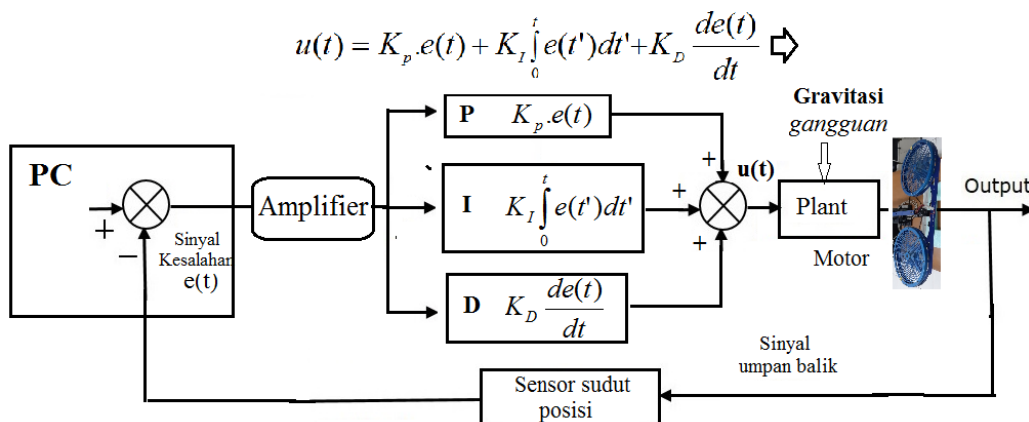 u(t) = K_p.e(t) + K_I ∫_0^t e(t')dt' + K_D de(t)/dt
PC
+
−
Sinyal
Kesalahan
e(t)
Amplifier
P K_p.e(t)
I K_I ∫_0^t e(t')dt'
D K_D de(t)/dt
+
+
+
u(t)
Gravitasi
gangguan
Plant
Motor
Output
Sinyal
umpan balik
Sensor sudut
posisi